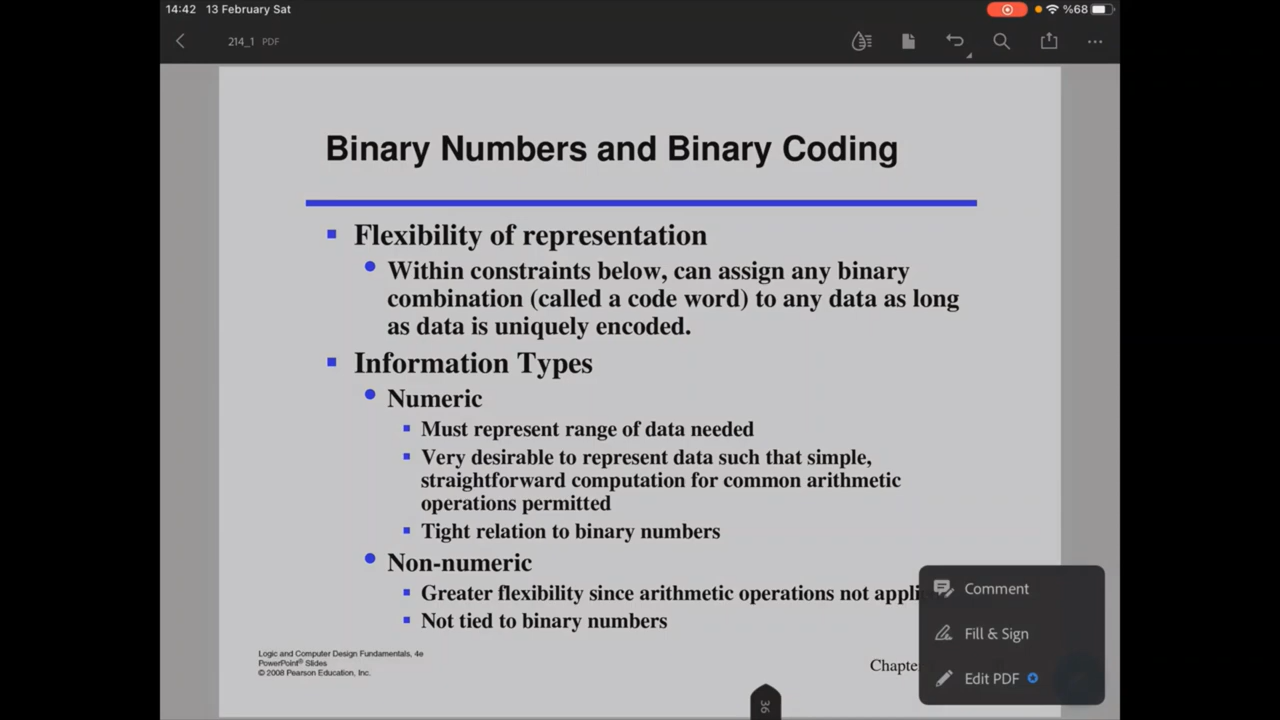 14:42 13 February Sat %68
214_1 PDF
Binary Numbers and Binary Coding
Flexibility of representation
Within constraints below, can assign any binary
combination (called a code word) to any data as long
as data is uniquely encoded.
Information Types
Numeric
Must represent range of data needed
Very desirable to represent data such that simple,
straightforward computation for common arithmetic
operations permitted
Tight relation to binary numbers
Non-numeric
Greater flexibility since arithmetic operations not appli
Not tied to binary numbers
Logic and Computer Design Fundamentals, 4e
PowerPoint® Slides
© 2008 Pearson Education, Inc.
Chapte
36
Comment
Fill & Sign
Edit PDF